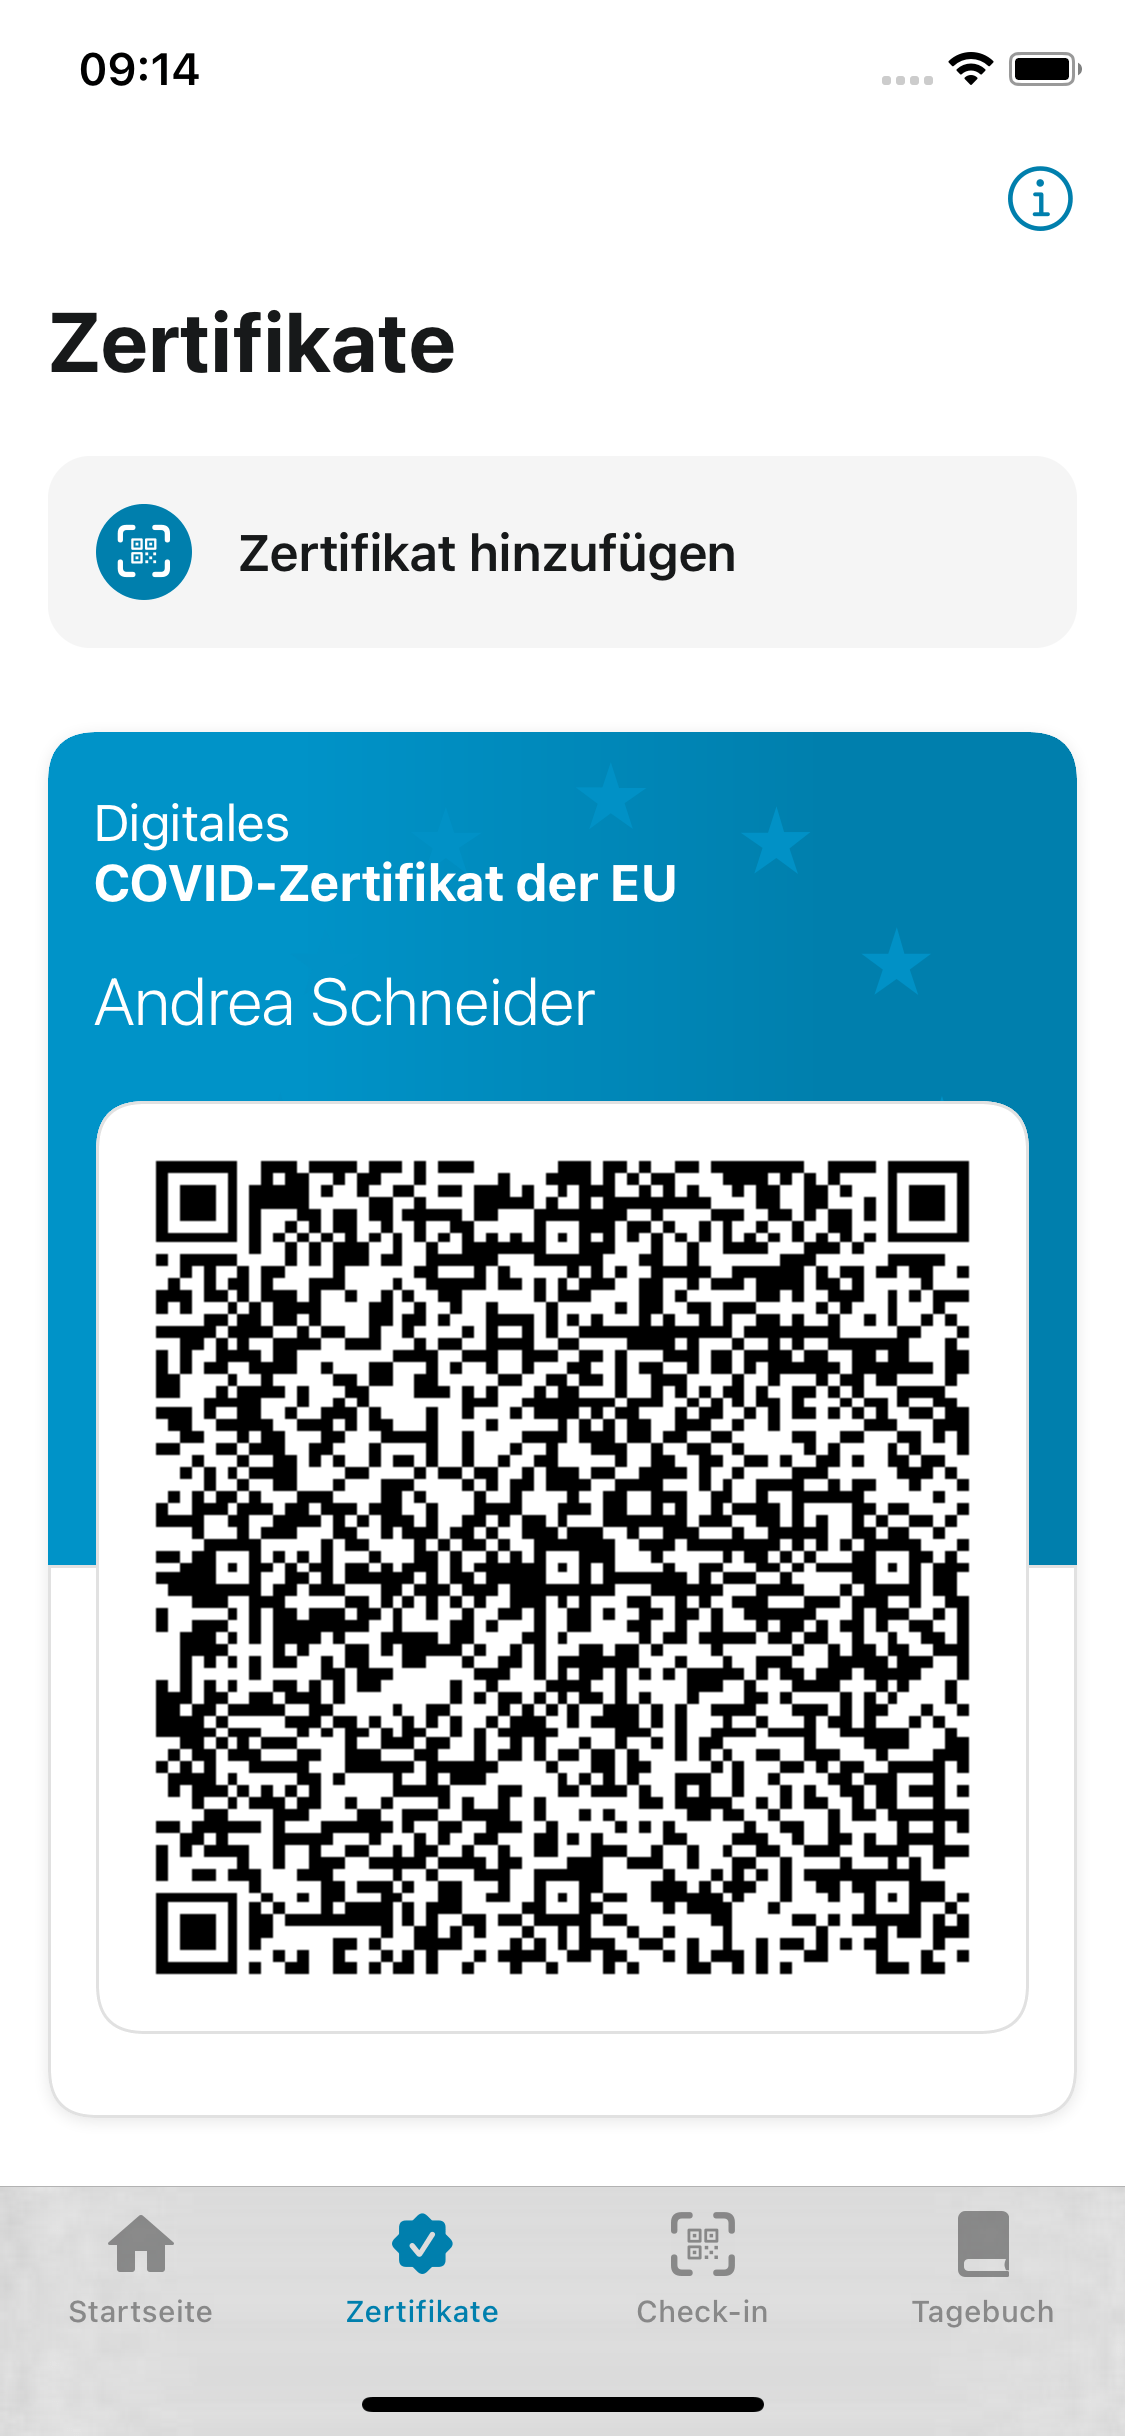 09:14
Zertifikate
Zertifikat hinzufügen
Digitales
COVID-Zertifikat der EU
Andrea Schneider
Startseite
Zertifikate
Check-in
Tagebuch